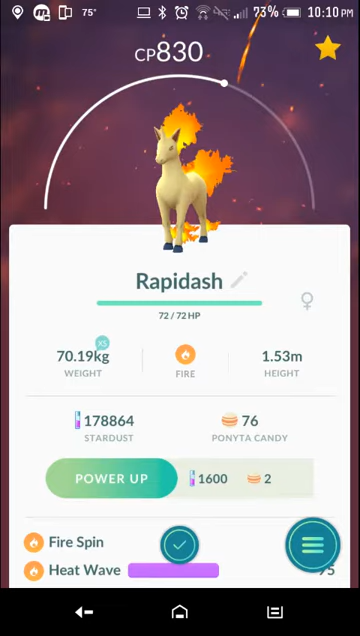 75° 73% 10:10 PM
CP830
Rapidash
72 / 72 HP
XS
70.19kg 1.53m
WEIGHT FIRE HEIGHT
178864 76
STARDUST PONYTA CANDY
POWER UP 1600 2
Fire Spin
Heat Wave